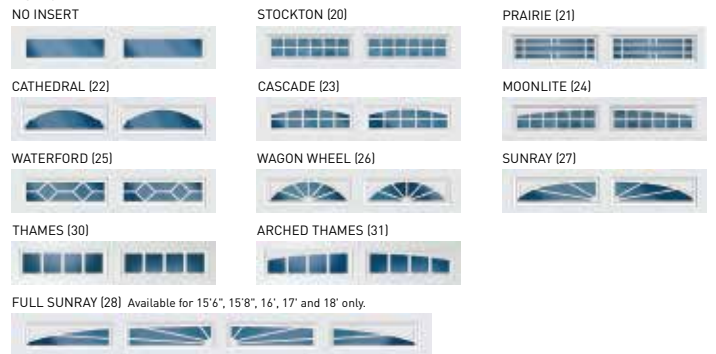 NO INSERT
STOCKTON (20)
PRAIRIE (21)
CATHEDRAL (22)
CASCADE (23)
MOONLITE (24)
WATERFORD (25)
WAGON WHEEL (26)
SUNRAY (27)
THAMES (30)
ARCHED THAMES (31)
FULL SUNRAY (28) Available for 15'6", 15'8", 16', 17' and 18' only.